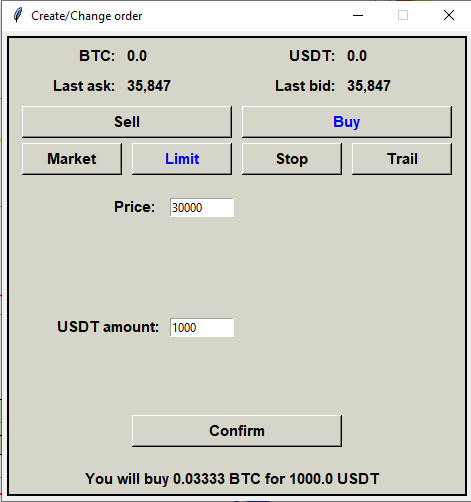 Create/Change order
BTC: 0.0 USDT: 0.0
Last ask: 35,847 Last bid: 35,847
Sell Buy
Market Limit Stop Trail
Price: 30000
USDT amount: 1000
Confirm
You will buy 0.03333 BTC for 1000.0 USDT